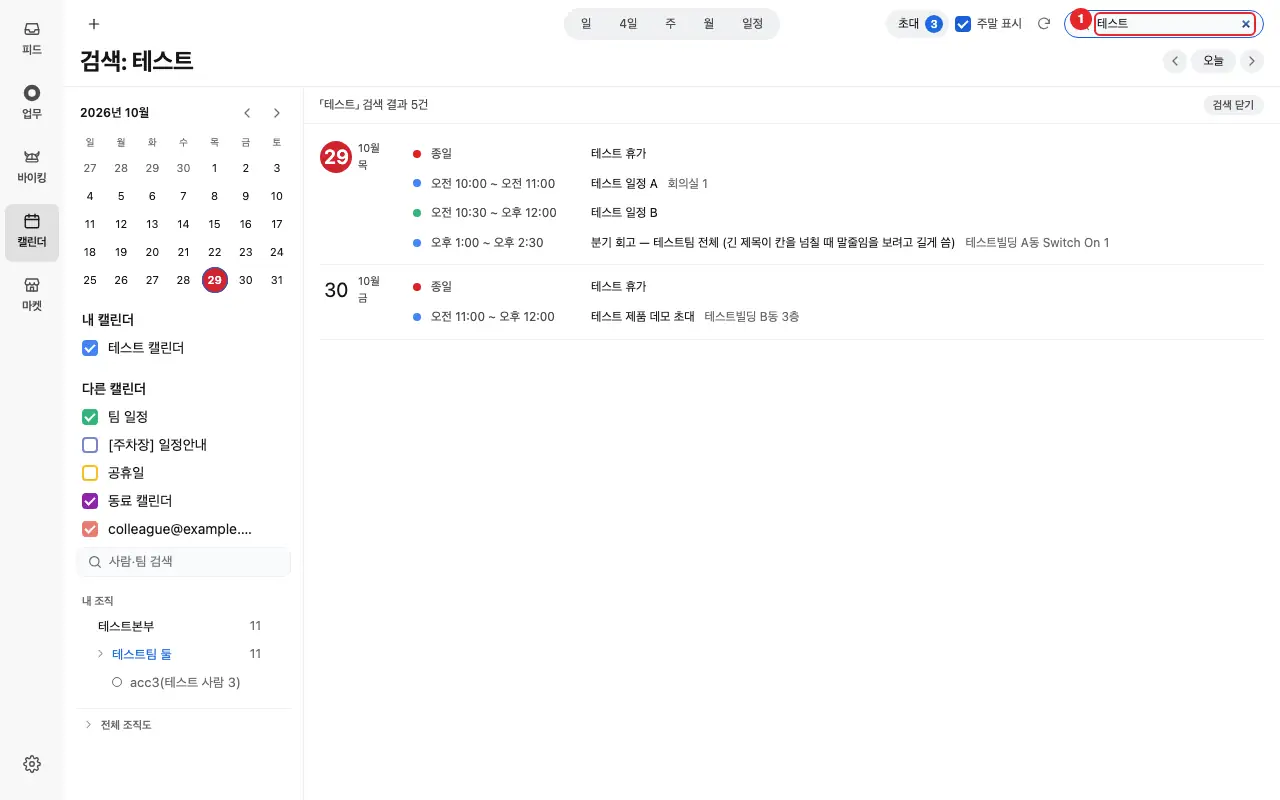 피드
업무
바이킹
캘린더
마켓
+
일 4일 주 월 일정
초대 3 주말 표시
1 테스트
검색: 테스트
오늘
2026년 10월
일 월 화 수 목 금 토
27 28 29 30 1 2 3
4 5 6 7 8 9 10
11 12 13 14 15 16 17
18 19 20 21 22 23 24
25 26 27 28 29 30 31
내 캘린더
테스트 캘린더
다른 캘린더
팀 일정
[주차장] 일정안내
공휴일
동료 캘린더
colleague@example....
사람·팀 검색
내 조직
테스트본부 11
테스트팀 둘 11
acc3(테스트 사람 3)
전체 조직도
「테스트」 검색 결과 5건
검색 닫기
29 10월 목
종일 테스트 휴가
오전 10:00 ~ 오전 11:00 테스트 일정 A 회의실 1
오전 10:30 ~ 오후 12:00 테스트 일정 B
오후 1:00 ~ 오후 2:30 분기 회고 — 테스트팀 전체 (긴 제목이 칸을 넘칠 때 말줄임을 보려고 길게 씀) 테스트빌딩 A동 Switch On 1
30 10월 금
종일 테스트 휴가
오전 11:00 ~ 오후 12:00 테스트 제품 데모 초대 테스트빌딩 B동 3층